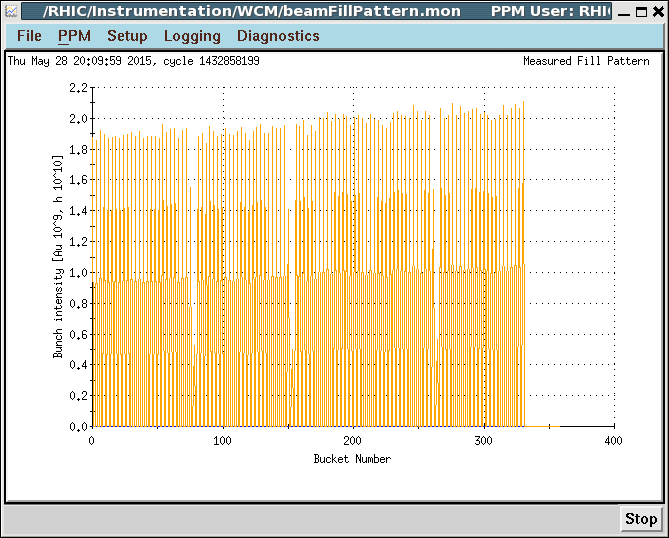 /RHIC/Instrumentation/WCM/beamFillPattern.mon PPM User: RHIC
File PPM Setup Logging Diagnostics
Thu May 28 20:09:59 2015, cycle 1432858199 Measured Fill Pattern
2.2
2.0
1.8
1.6
1.4
1.2
1.0
0.8
0.6
0.4
0.2
0.0
Bunch intensity [Au 10^9, h 10^10]
0 100 200 300 400
Bucket Number
Stop